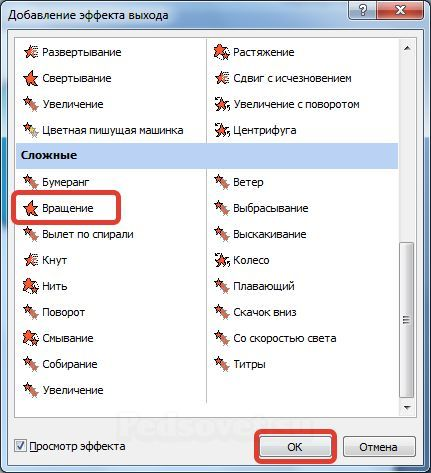 Добавление эффекта выхода
Развертывание
Растяжение
Свертывание
Сдвиг с исчезновением
Увеличение
Увеличение с поворотом
Цветная пишущая машинка
Центрифуга
Сложные
Бумеранг
Ветер
Вращение
Выбрасывание
Вылет по спирали
Выскакивание
Кнут
Колесо
Нить
Плавающий
Поворот
Скачок вниз
Смывание
Со скоростью света
Собирание
Титры
Увеличение
Просмотр эффекта
ОК
Отмена